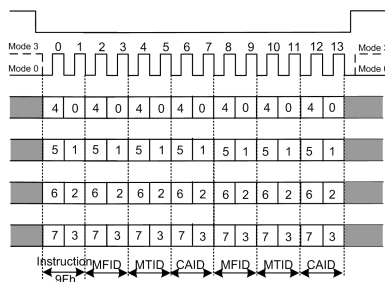 Mode 3 0 1 2 3 4 5 6 7 8 9 10 11 12 13 Mode
Mode 0 Mode
4 0 4 0 4 0 4 0 4 0 4 0 4 0
5 1 5 1 5 1 5 1 5 1 5 1 5 1
6 2 6 2 6 2 6 2 6 2 6 2 6 2
7 3 7 3 7 3 7 3 7 3 7 3 7 3
Instruction MFID MTID CAID MFID MTID CAID
9Eh